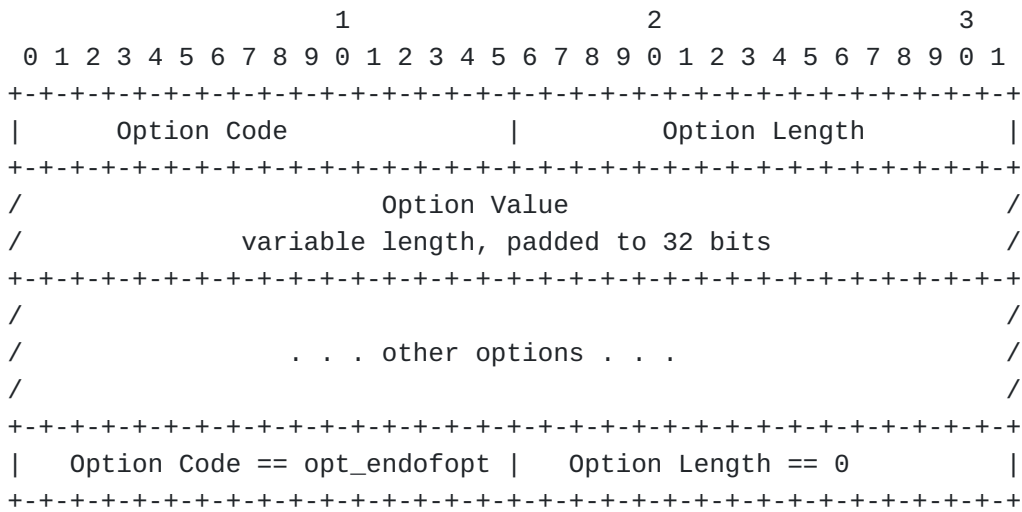 1                   2                   3
 0 1 2 3 4 5 6 7 8 9 0 1 2 3 4 5 6 7 8 9 0 1 2 3 4 5 6 7 8 9 0 1
+-+-+-+-+-+-+-+-+-+-+-+-+-+-+-+-+-+-+-+-+-+-+-+-+-+-+-+-+-+-+-+-+
|      Option Code              |         Option Length         |
+-+-+-+-+-+-+-+-+-+-+-+-+-+-+-+-+-+-+-+-+-+-+-+-+-+-+-+-+-+-+-+-+
/                       Option Value                            /
/              variable length, padded to 32 bits               /
+-+-+-+-+-+-+-+-+-+-+-+-+-+-+-+-+-+-+-+-+-+-+-+-+-+-+-+-+-+-+-+-+
/                                                               /
/                 . . . other options . . .                     /
/                                                               /
+-+-+-+-+-+-+-+-+-+-+-+-+-+-+-+-+-+-+-+-+-+-+-+-+-+-+-+-+-+-+-+-+
|   Option Code == opt_endofopt |   Option Length == 0          |
+-+-+-+-+-+-+-+-+-+-+-+-+-+-+-+-+-+-+-+-+-+-+-+-+-+-+-+-+-+-+-+-+